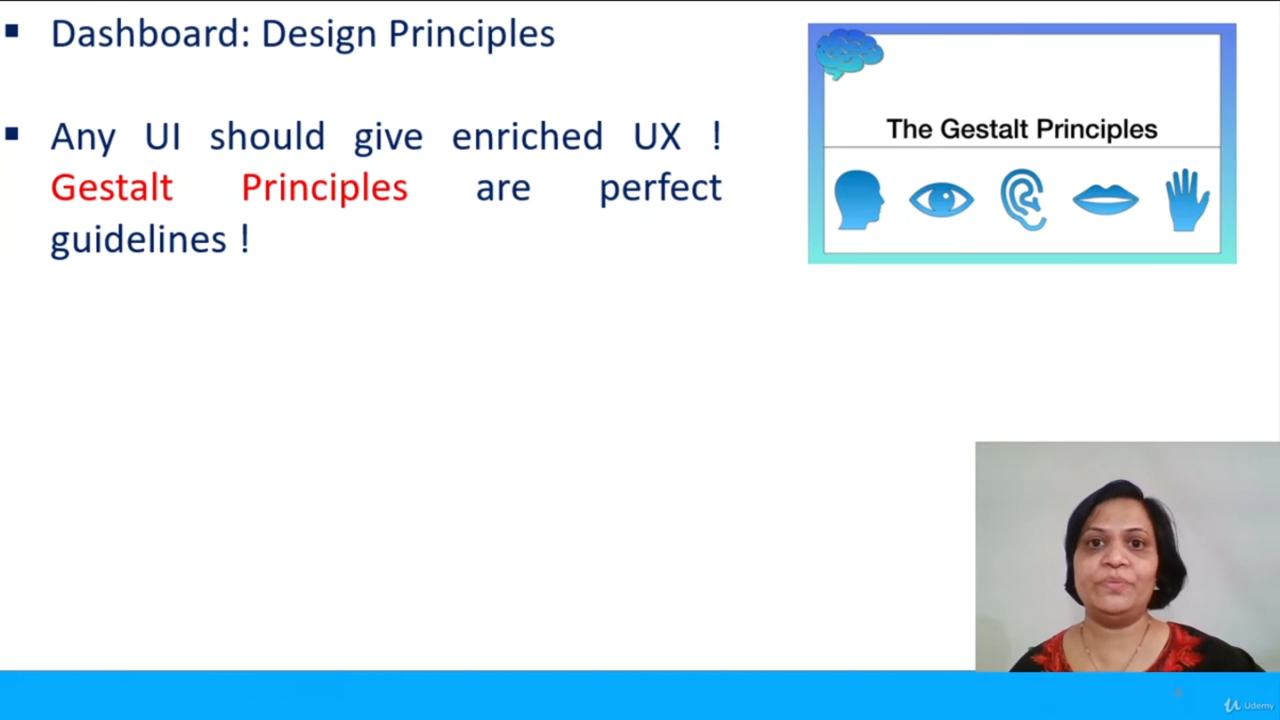 Dashboard: Design Principles
Any UI should give enriched UX !
Gestalt Principles are perfect
guidelines !
The Gestalt Principles
Udemy